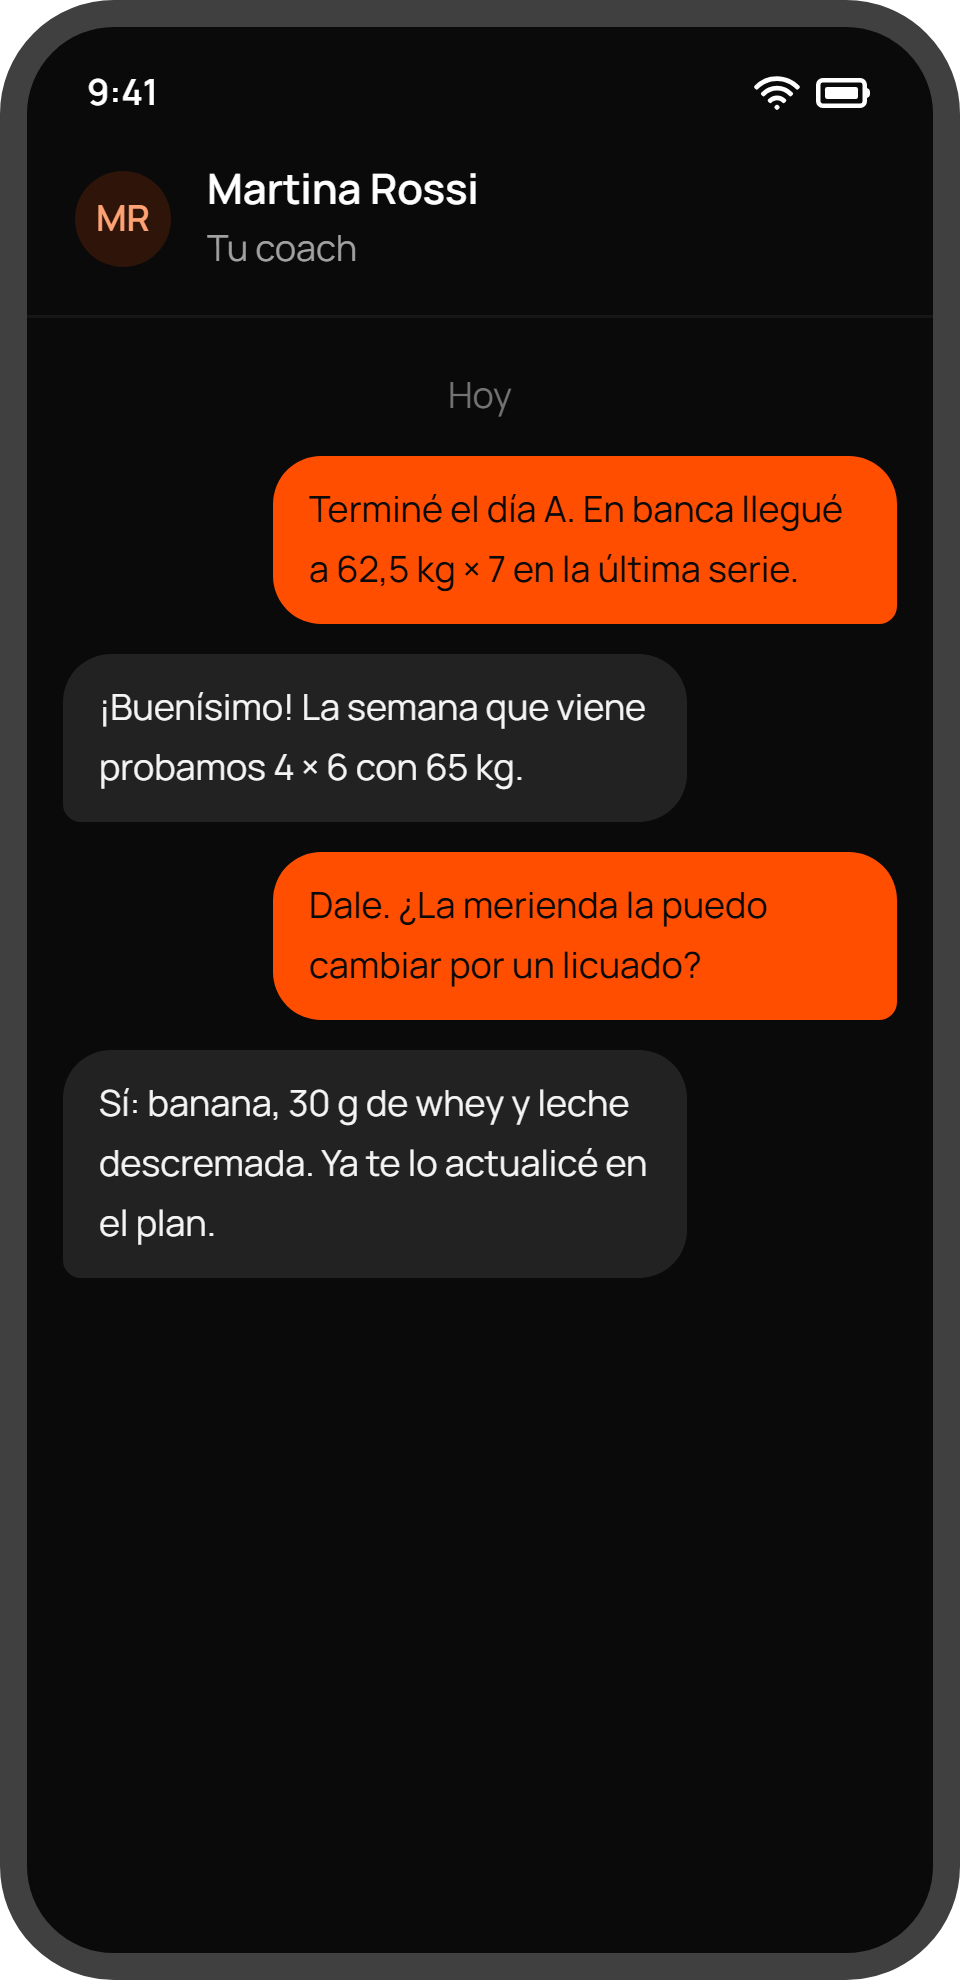 9:41
MR
Martina Rossi
Tu coach
Hoy
Terminé el día A. En banca llegué
a 62,5 kg × 7 en la última serie.
¡Buenísimo! La semana que viene
probamos 4 × 6 con 65 kg.
Dale. ¿La merienda la puedo
cambiar por un licuado?
Sí: banana, 30 g de whey y leche
descremada. Ya te lo actualicé en
el plan.